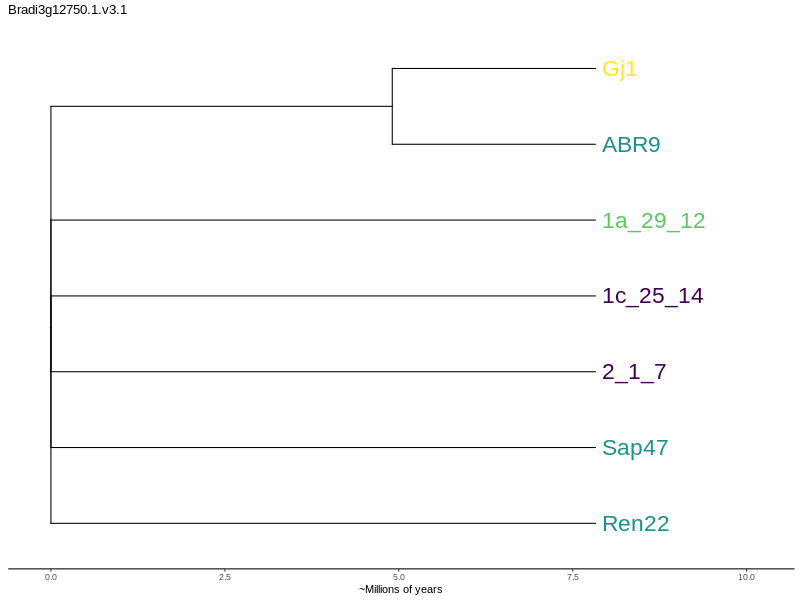 Bradi3g12750.1.v3.1
Gj1
ABR9
1a_29_12
1c_25_14
2_1_7
Sap47
Ren22
0.0 2.5 5.0 7.5 10.0
~Millions of years